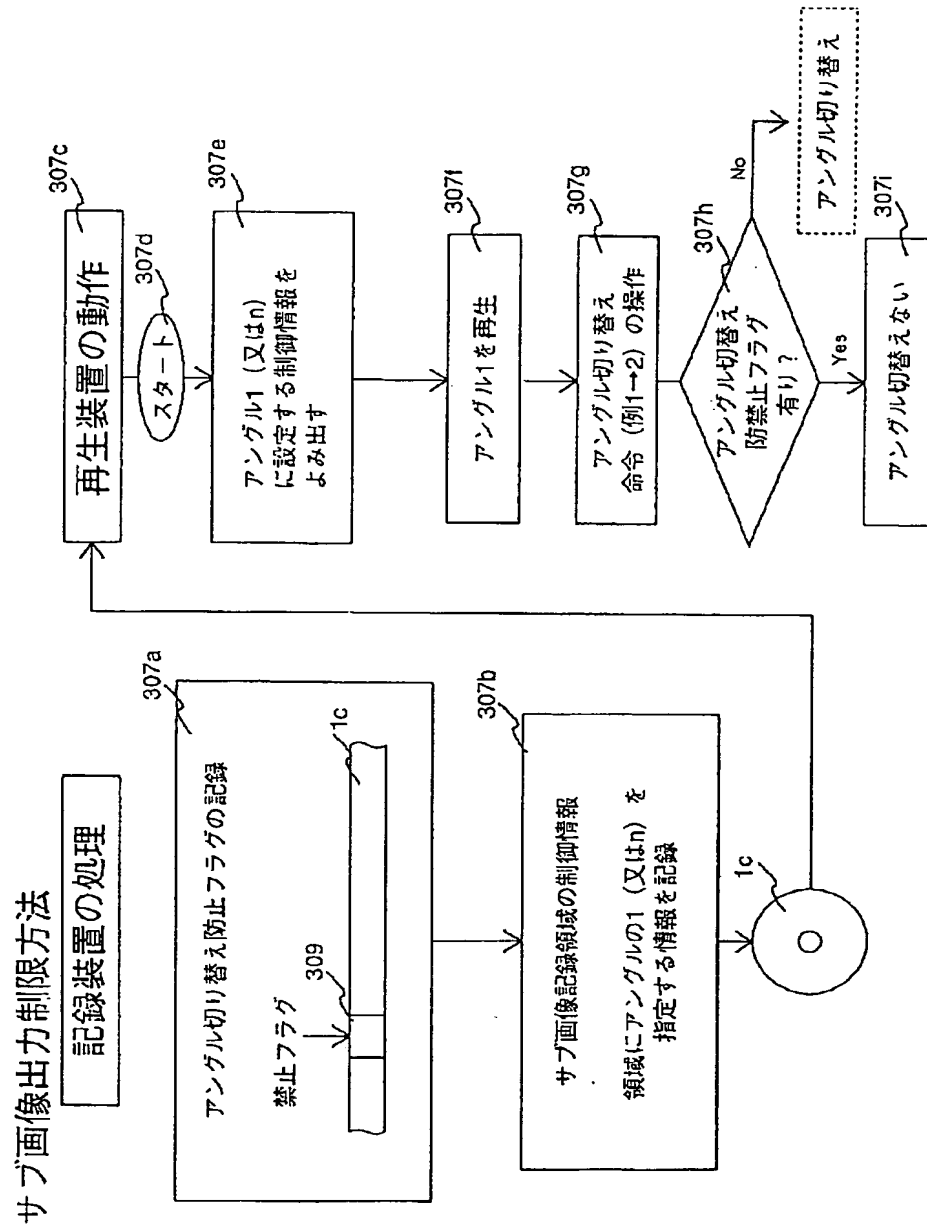 サブ画像出力制限方法
記録装置の処理
307a
アングル切り替え防止フラグの記録
禁止フラグ
309
1c
307b
サブ画像記録領域の制御情報
領域にアングルの1（又はn）を
指定する情報を記録
1c
再生装置の動作
307c
スタート
307d
307e
アングル1（又はn）
に設定する制御情報を
よみ出す
307f
アングル1を再生
307g
アングル切り替え
命令（例1→2）の操作
307h
アングル切替え
防禁止フラグ
有り？
No
アングル切り替え
Yes
307i
アングル切替えない